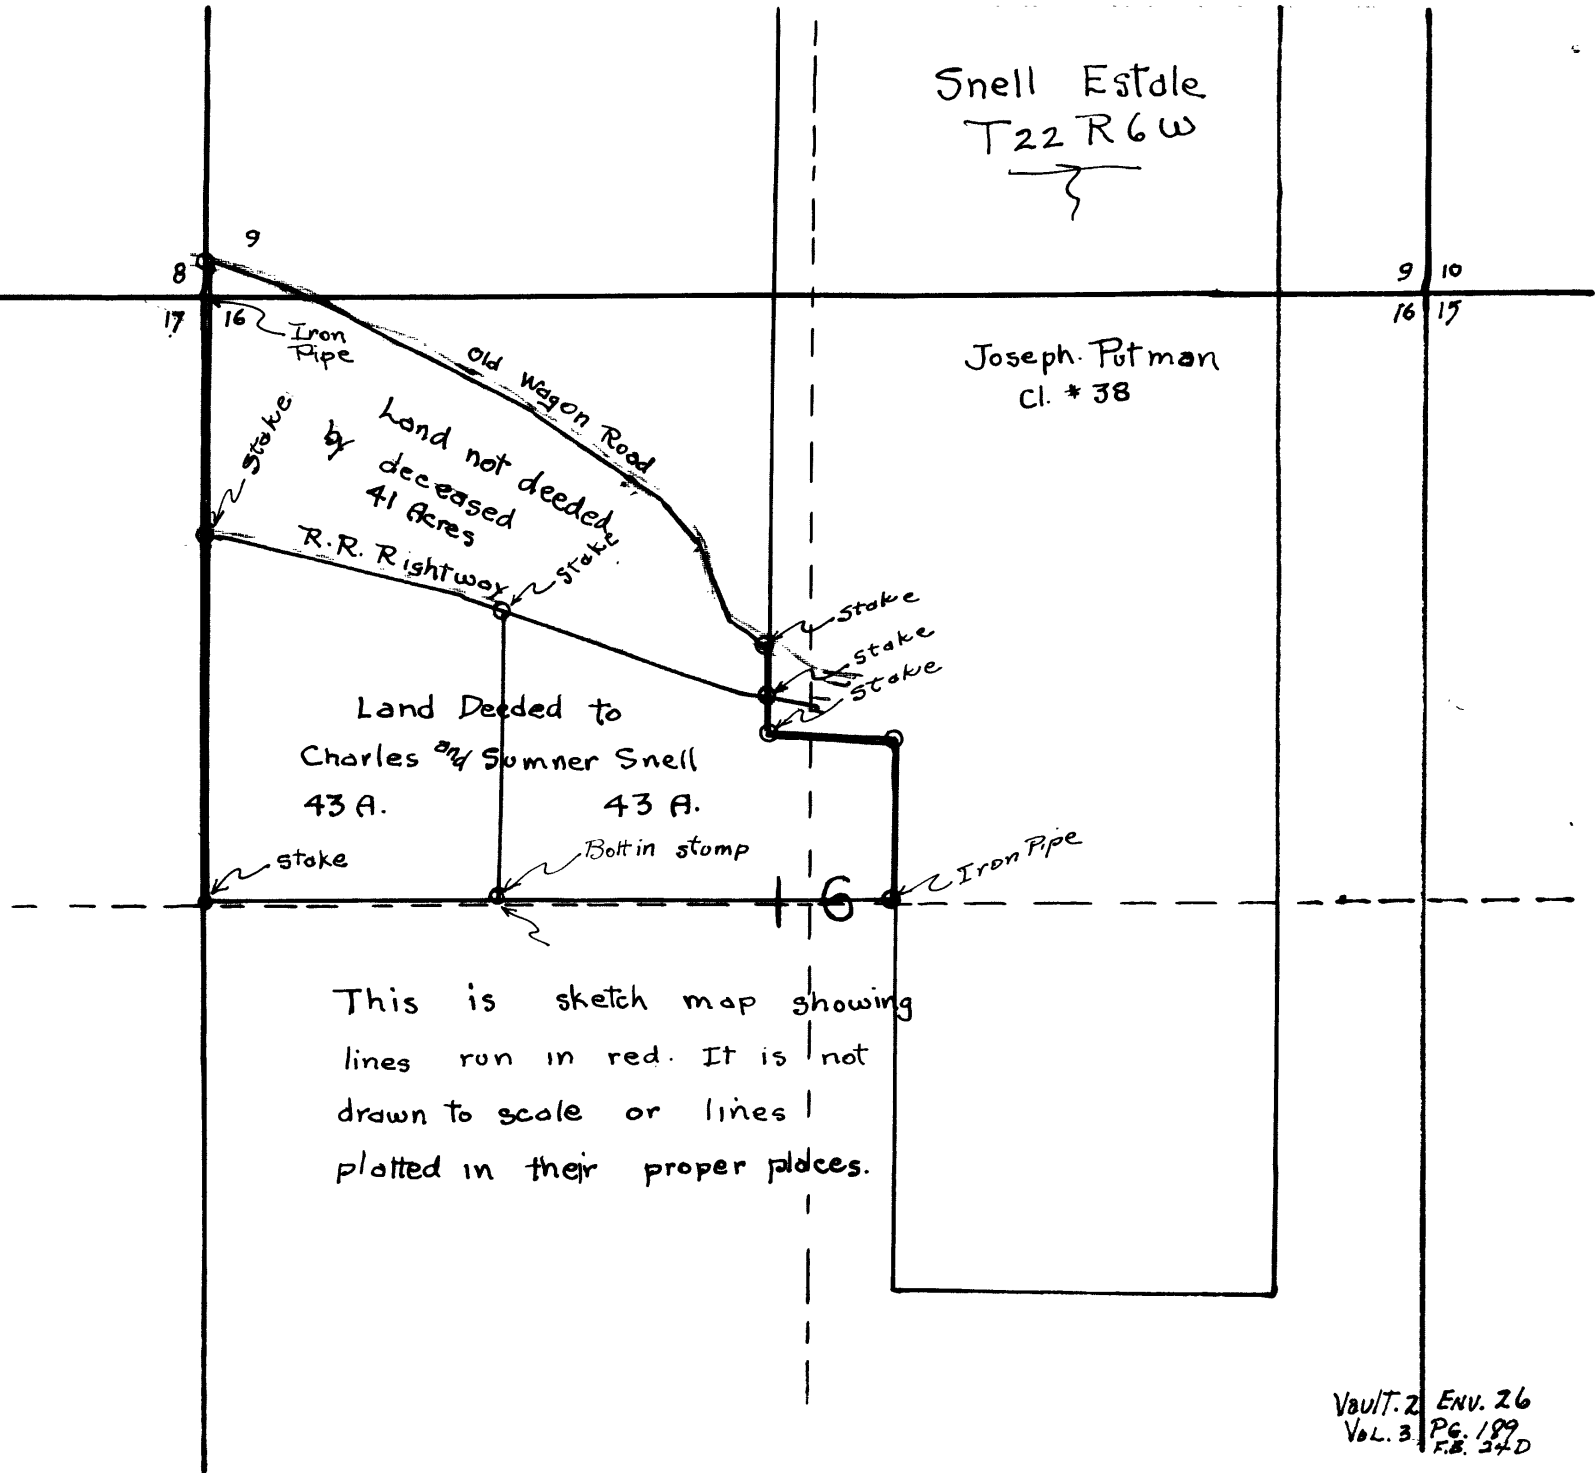 Snell Estate
T22 R6W
9
8
17 16
Iron
Pipe
9 10
16 15
Joseph Putman
Cl. # 38
Old Wagon Road
Stake
Land not deeded
by deceased
41 Acres
R.R. Rightway
Stake
Stake
Stake
Stake
Land Deeded to
Charles and Sumner Snell
43 A. 43 A.
Stake
Bolt in stump
Iron Pipe
16
This is sketch map showing
lines run in red. It is not
drawn to scale or lines
platted in their proper places.
Vault. 2 Env. 26
Vol. 3 PG. 189
F.B. 24D